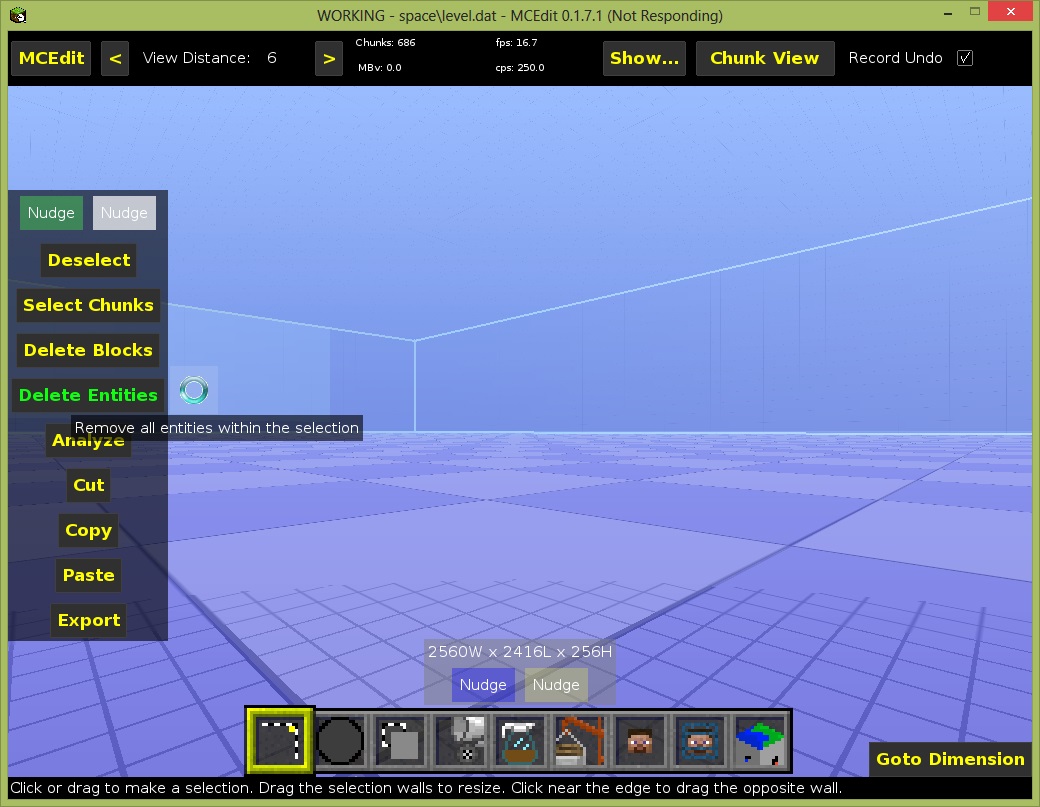 WORKING - space\level.dat - MCEdit 0.1.7.1 (Not Responding)
MCEdit < View Distance: 6 > Chunks: 686 fps: 16.7 Show... Chunk View Record Undo
MBv: 0.0 cps: 250.0
Nudge Nudge
Deselect
Select Chunks
Delete Blocks
Delete Entities
Remove all entities within the selection
Analyze
Cut
Copy
Paste
Export
2560W x 2416L x 256H
Nudge Nudge
Goto Dimension
Click or drag to make a selection. Drag the selection walls to resize. Click near the edge to drag the opposite wall.